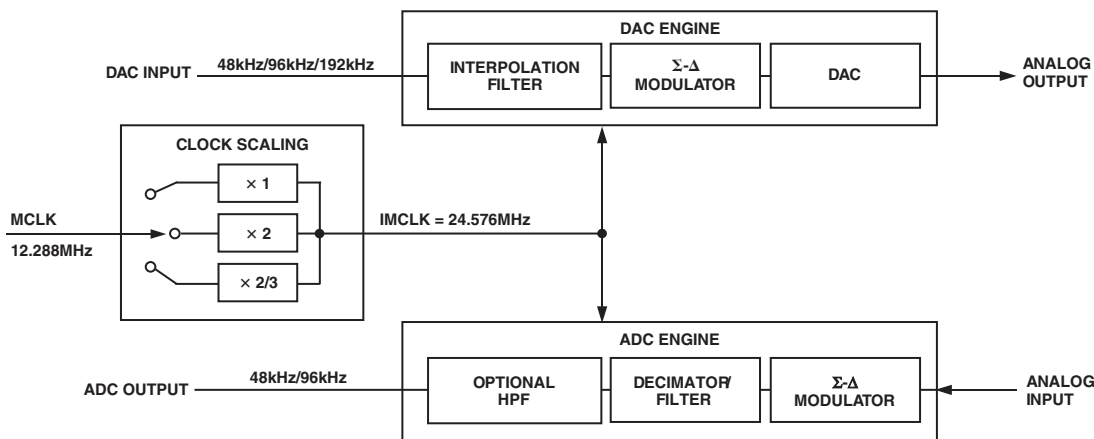 DAC ENGINE
DAC INPUT
48kHz/96kHz/192kHz
INTERPOLATION
FILTER
Σ-Δ
MODULATOR
DAC
ANALOG
OUTPUT
CLOCK SCALING
× 1
MCLK
12.288MHz
× 2
× 2/3
IMCLK = 24.576MHz
ADC ENGINE
ADC OUTPUT
48kHz/96kHz
OPTIONAL
HPF
DECIMATOR/
FILTER
Σ-Δ
MODULATOR
ANALOG
INPUT